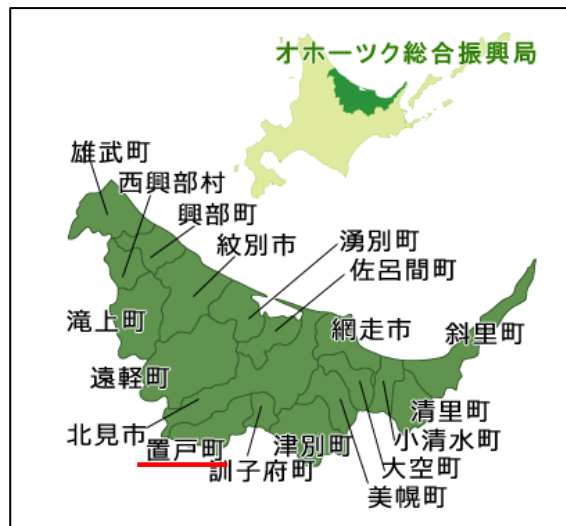 オホーツク総合振興局
雄武町
西興部村
興部町
紋別市
湧別町
佐呂間町
滝上町
網走市
斜里町
遠軽町
北見市
置戸町
訓子府町
津別町
清里町
小清水町
大空町
美幌町